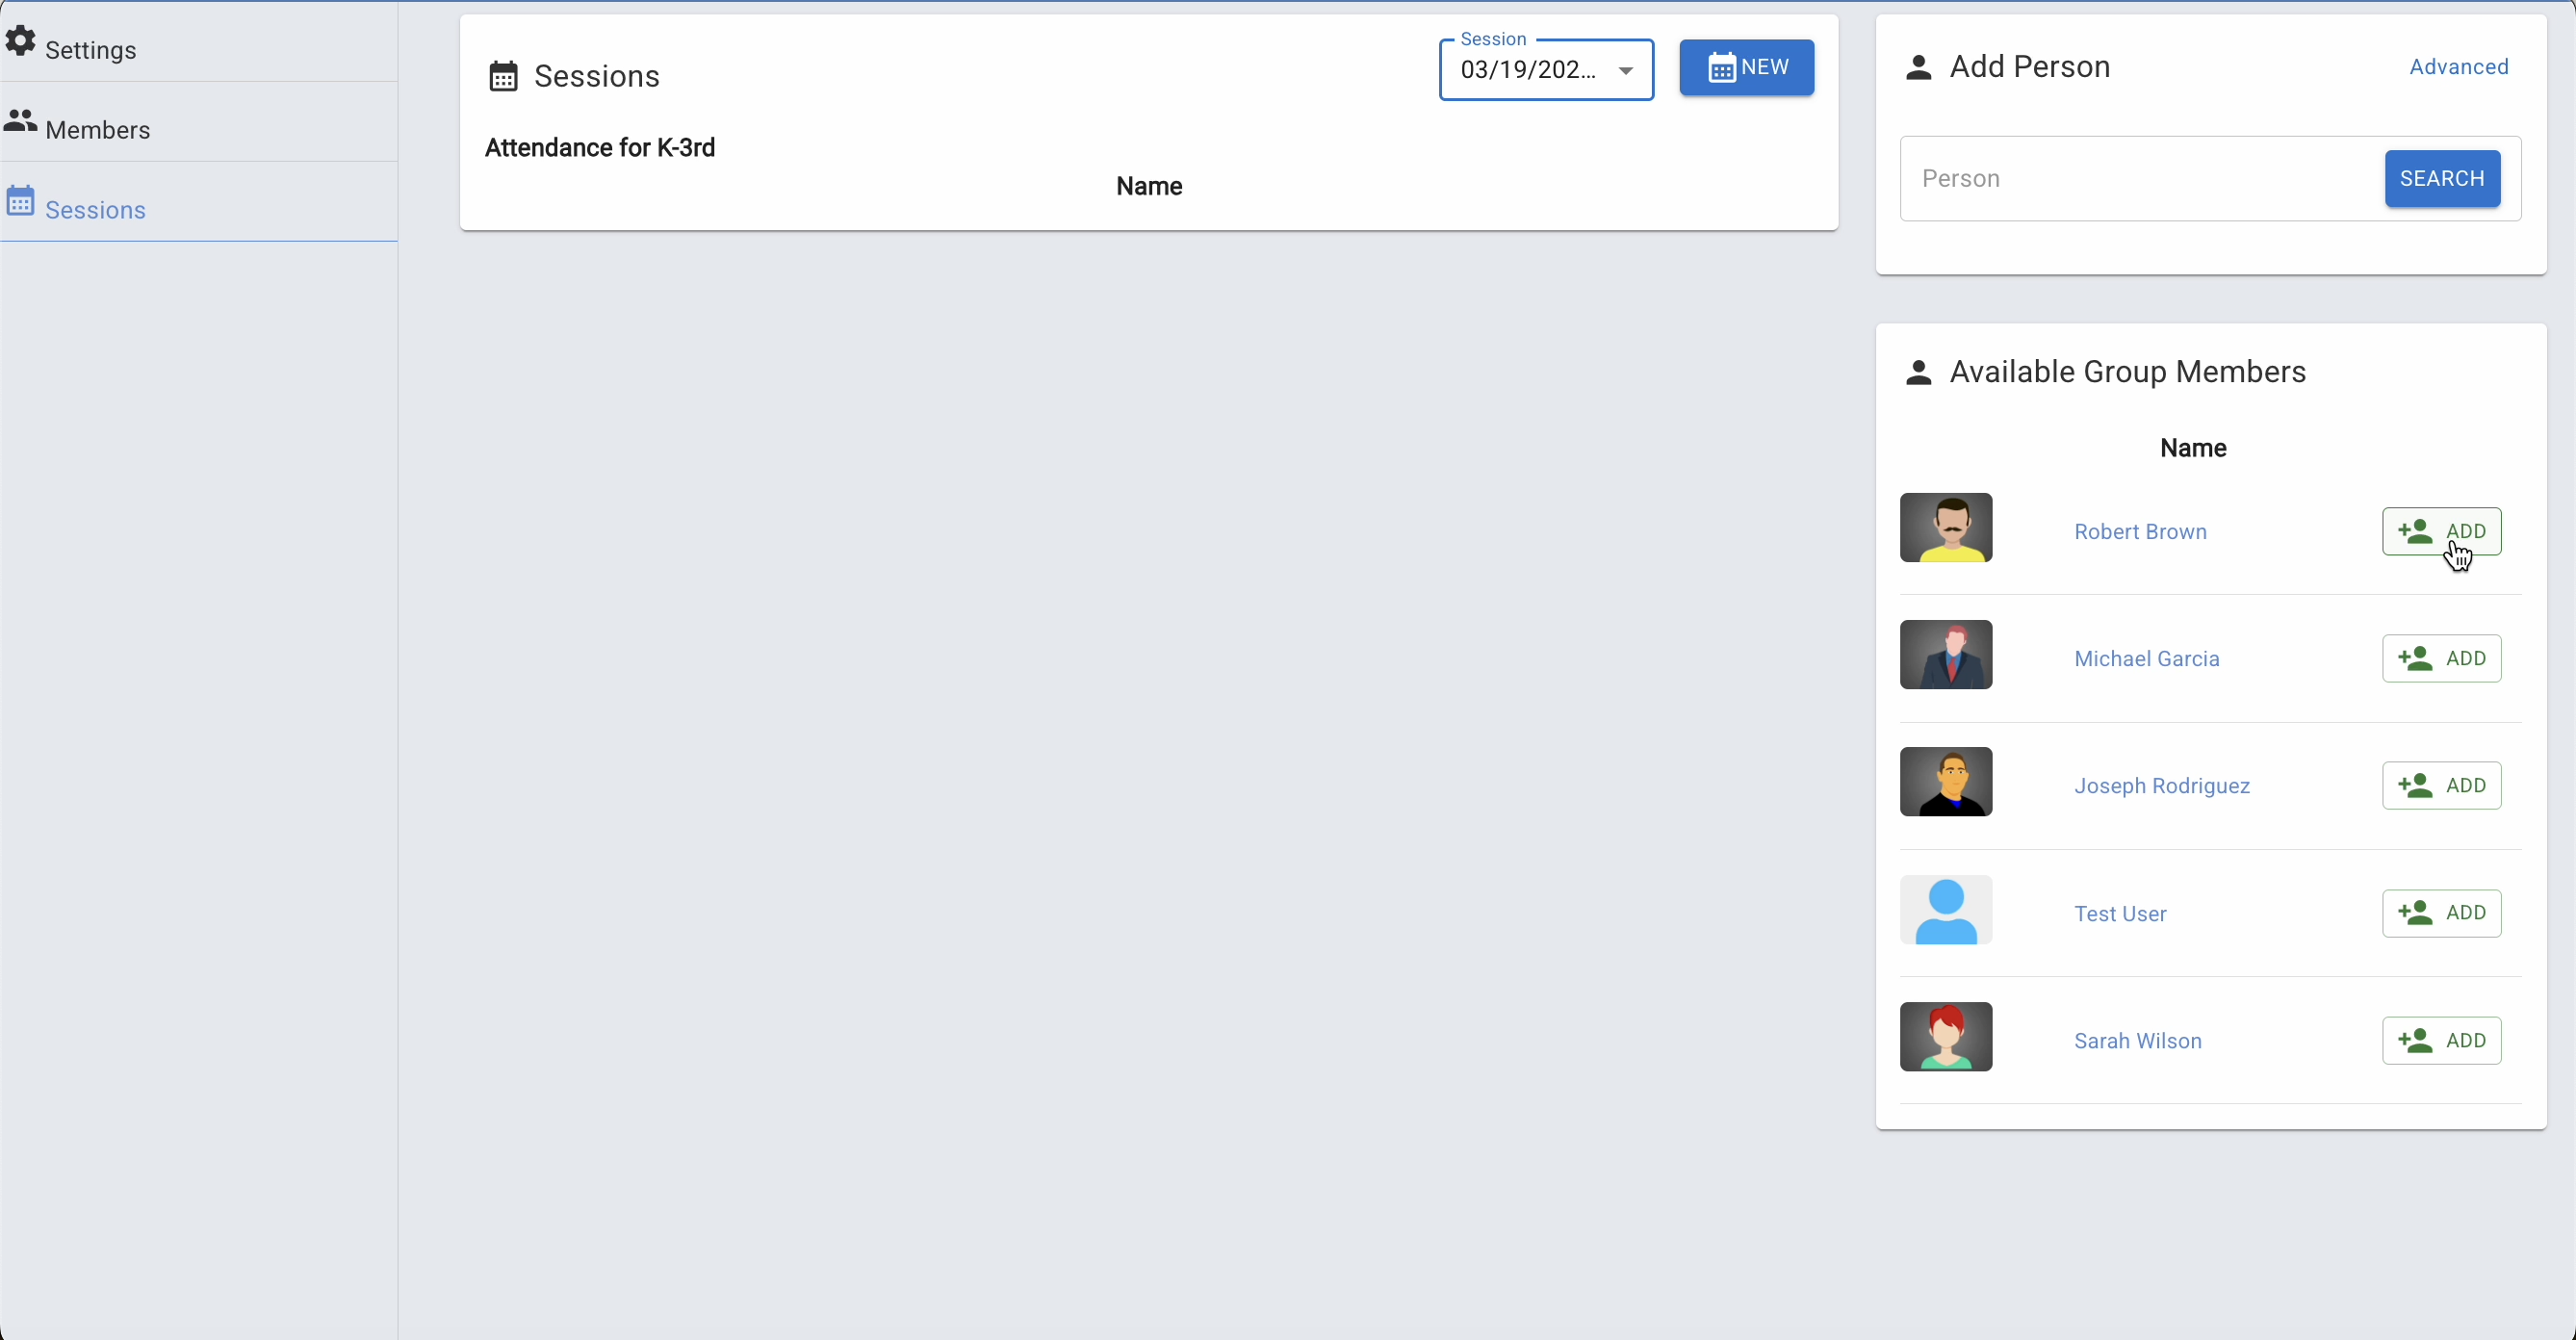 Settings
Members
Sessions
Sessions
Session
03/19/202...
NEW
Attendance for K-3rd
Name
Add Person
Advanced
Person
SEARCH
Available Group Members
Name
Robert Brown
ADD
Michael Garcia
ADD
Joseph Rodriguez
ADD
Test User
ADD
Sarah Wilson
ADD